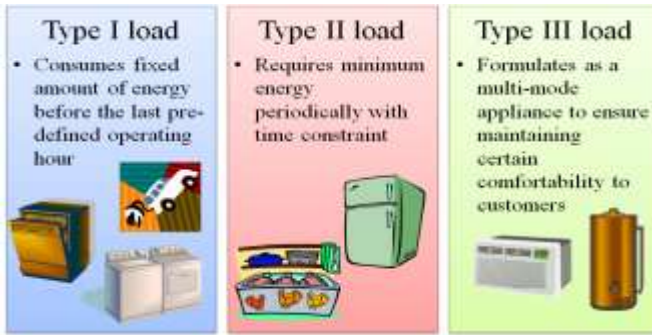 Type I load
• Consumes fixed
amount of energy
before the last pre-
defined operating
hour
Type II load
• Requires minimum
energy
periodically with
time constraint
Type III load
• Formulates as a
multi-mode
appliance to ensure
maintaining
certain
comfortability to
customers